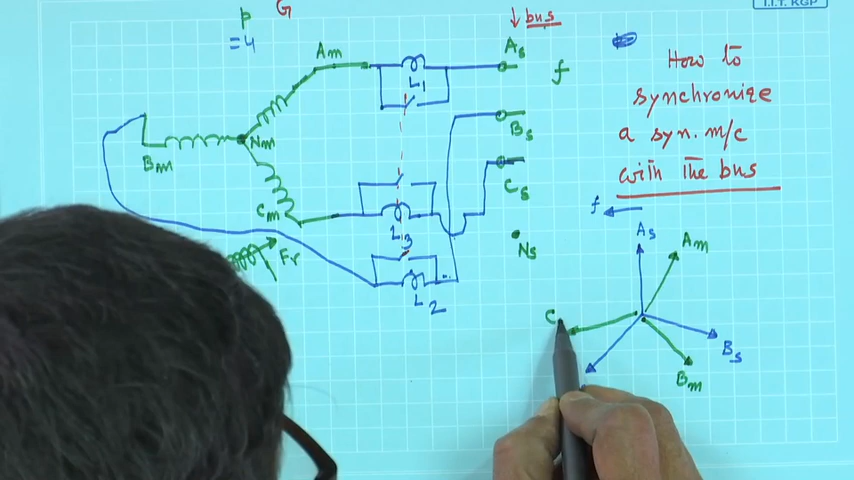 I.I.T. KGP
p
= 4
G
↓ bus
Am
L1
As
f
How to
synchronize
a syn. m/c
with the bus
Bm
Nm
Bs
Cm
Cs
L3
Ns
Fr
L2
f
As
Am
C
Bs
Bm